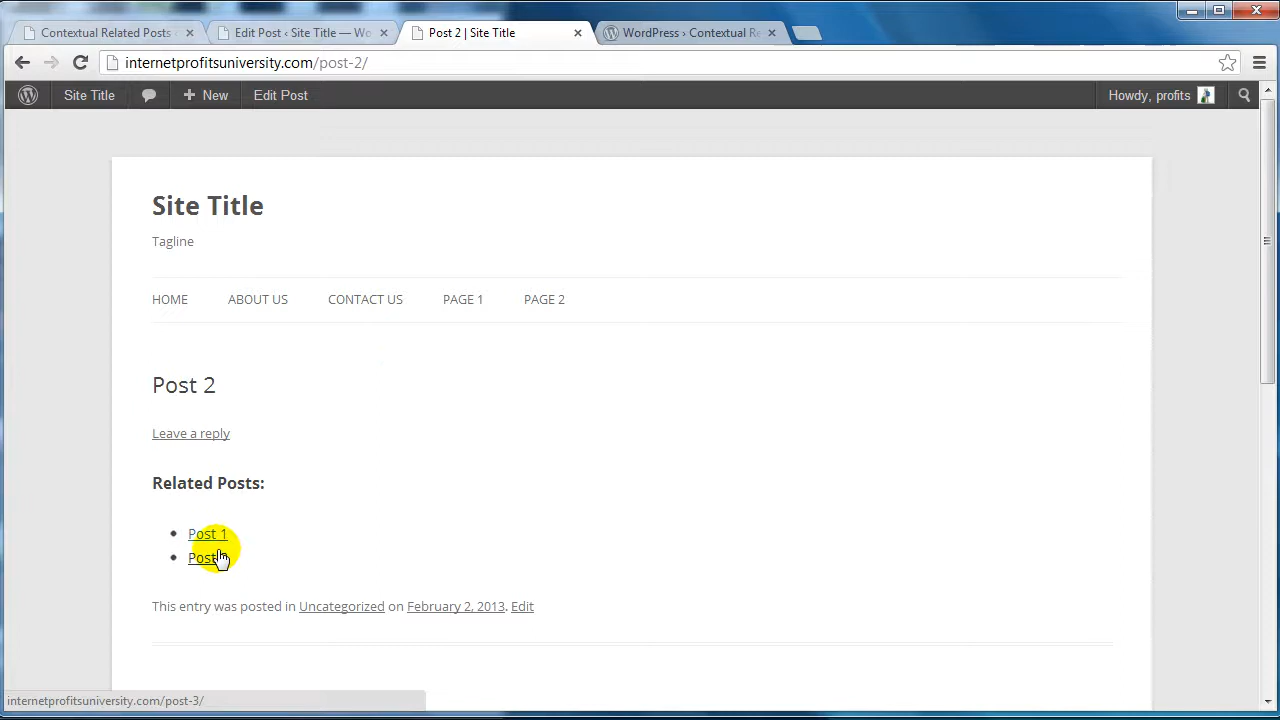 Contextual Related Posts
Edit Post ‹ Site Title — Wo
Post 2 | Site Title
WordPress › Contextual Re
internetprofitsuniversity.com/post-2/
Site Title
New
Edit Post
Howdy, profits
Site Title
Tagline
HOME
ABOUT US
CONTACT US
PAGE 1
PAGE 2
Post 2
Leave a reply
Related Posts:
Post 1
Post
This entry was posted in Uncategorized on February 2, 2013. Edit
internetprofitsuniversity.com/post-3/